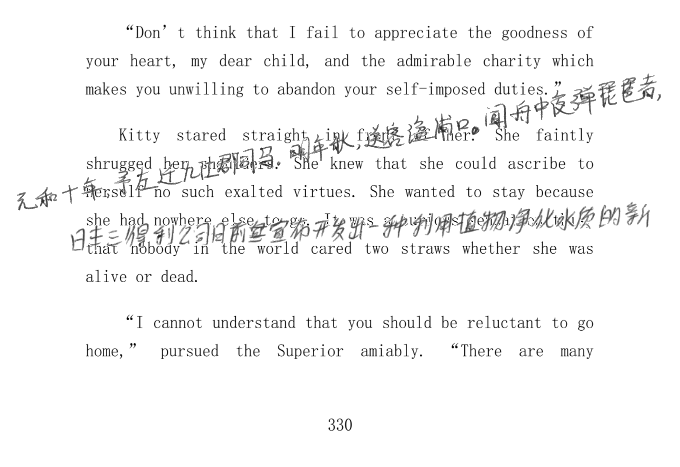 “Don’t think that I fail to appreciate the goodness of
your heart, my dear child, and the admirable charity which
makes you unwilling to abandon your self-imposed duties.”
Kitty stared straight in front her. She faintly
shrugged her shoulders. She knew that she could ascribe to
元和十年，予左迁九江郡司马。明年秋，送客湓浦口。闻舟中夜弹琵琶者，
herself no such exalted virtues. She wanted to stay because
she had nowhere else to go. It was a curious
日主三得利公司日前宣布开发出一种利用植物净化水质的新
that nobody in the world cared two straws whether she was
alive or dead.
“I cannot understand that you should be reluctant to go
home,” pursued the Superior amiably. “There are many
330